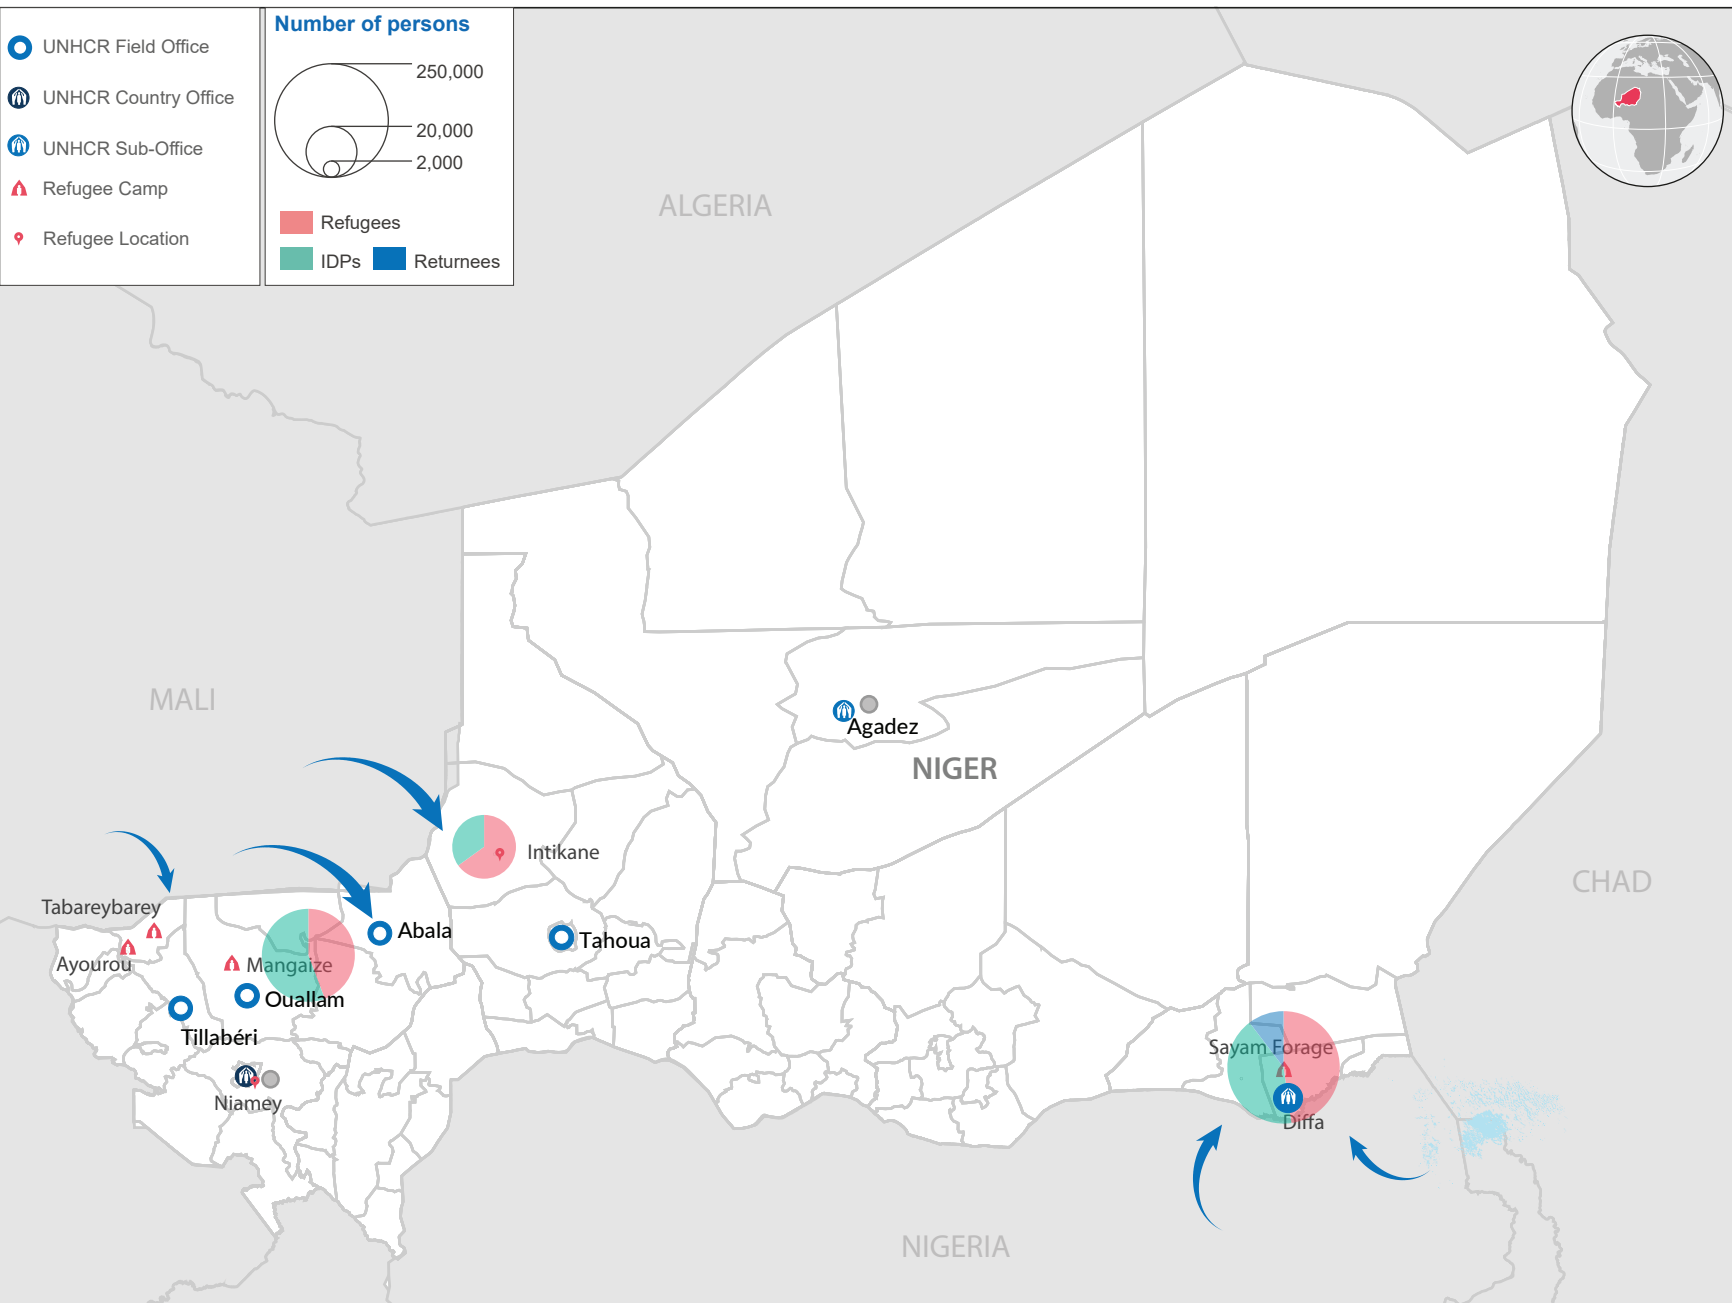 UNHCR Field Office
UNHCR Country Office
UNHCR Sub-Office
Refugee Camp
Refugee Location
Number of persons
250,000
20,000
2,000
Refugees
IDPs
Returnees
ALGERIA
MALI
Agadez
NIGER
Intikane
CHAD
Tabareybarey
Abala
Tahoua
Ayourou
Mangaize
Ouallam
Tillabéri
Sayam Forage
Niamey
Diffa
NIGERIA